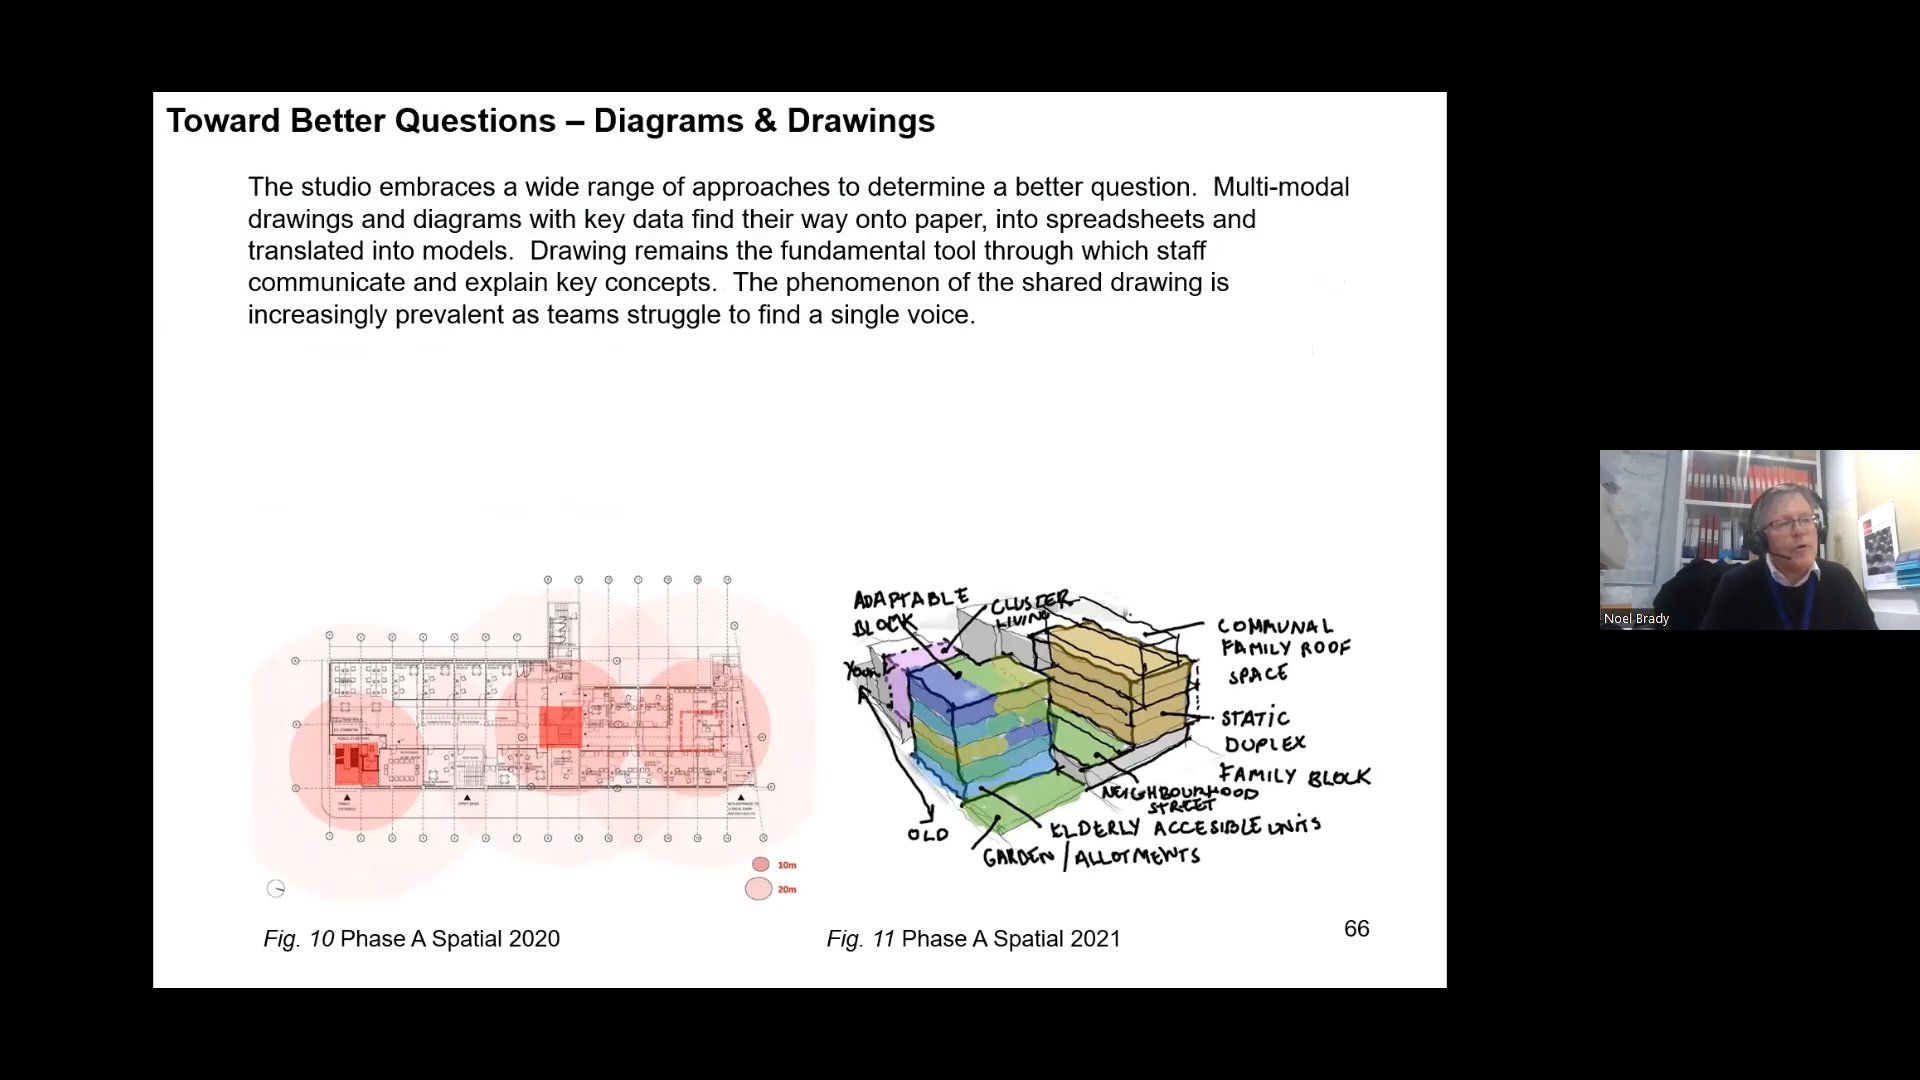 Toward Better Questions – Diagrams & Drawings
The studio embraces a wide range of approaches to determine a better question. Multi-modal
drawings and diagrams with key data find their way onto paper, into spreadsheets and
translated into models. Drawing remains the fundamental tool through which staff
communicate and explain key concepts. The phenomenon of the shared drawing is
increasingly prevalent as teams struggle to find a single voice.
10m
20m
Fig. 10 Phase A Spatial 2020
ADAPTABLE
BLOCK
CLUSTER
LIVING
COMMUNAL
FAMILY ROOF
SPACE
STATIC
DUPLEX
FAMILY BLOCK
NEIGHBOURHOOD
STREET
ELDERLY ACCESIBLE UNITS
OLD
GARDEN / ALLOTMENTS
Fig. 11 Phase A Spatial 2021
66
Noel Brady